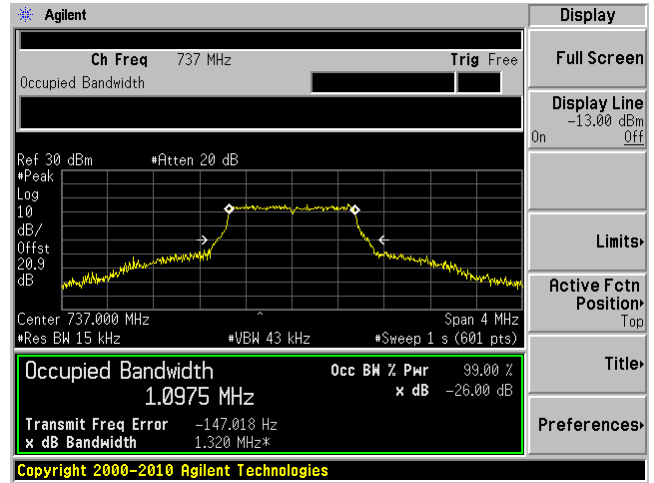 Agilent
Display
Ch Freq 737 MHz Trig Free
Occupied Bandwidth
Full Screen
Display Line
-13.00 dBm
On Off
Ref 30 dBm #Atten 20 dB
#Peak
Log
10
dB/
Offst
20.9
dB
Limits
Active Fctn
Position
Top
Center 737.000 MHz Span 4 MHz
#Res BW 15 kHz #VBW 43 kHz #Sweep 1 s (601 pts)
Occupied Bandwidth Occ BW % Pwr 99.00 %
1.0975 MHz x dB -26.00 dB
Transmit Freq Error -147.018 Hz
x dB Bandwidth 1.320 MHz*
Title
Preferences
Copyright 2000-2010 Agilent Technologies